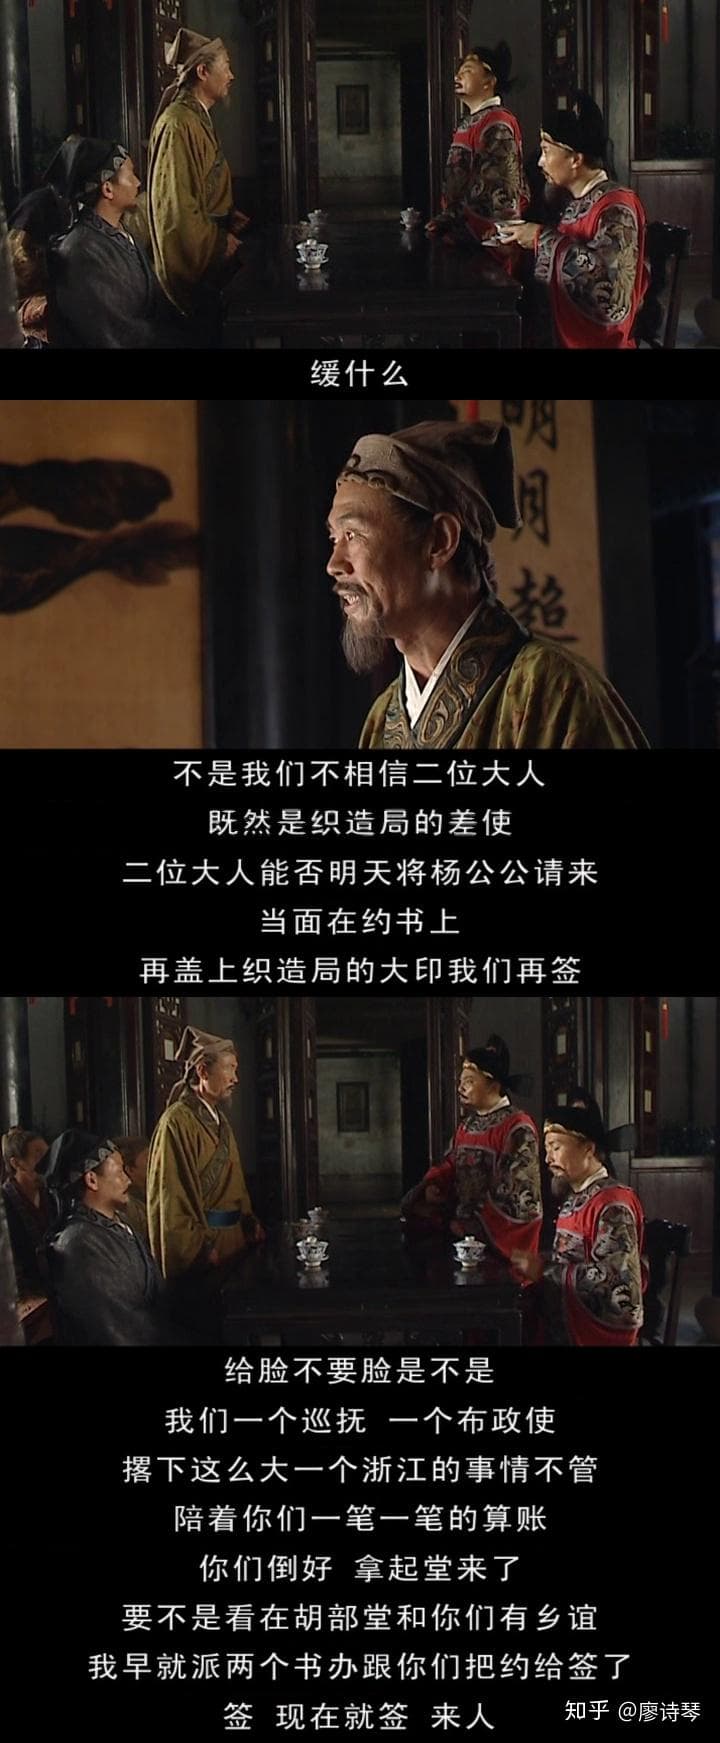 缓什么
明月超
不是我们不相信二位大人
既然是织造局的差使
二位大人能否明天将杨公公请来
当面在约书上
再盖上织造局的大印我们再签
给脸不要脸是不是
我们一个巡抚 一个布政使
撂下这么大一个浙江的事情不管
陪着你们一笔一笔的算账
你们倒好 拿起堂来了
要不是看在胡部堂和你们有乡谊
我早就派两个书办跟你们把约给签了
签 现在就签 来人
知乎 @廖诗琴